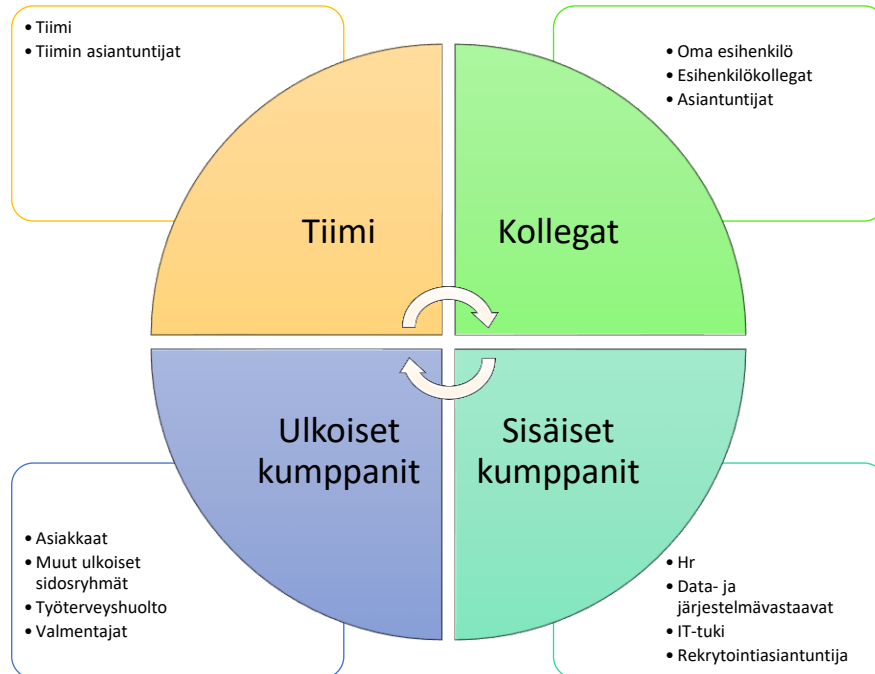 • Tiimi
• Tiimin asiantuntijat
• Oma esihenkilö
• Esihenkilökollegat
• Asiantuntijat
Tiimi
Kollegat
Ulkoiset
kumppanit
Sisäiset
kumppanit
• Asiakkaat
• Muut ulkoiset
sidosryhmät
• Työterveyshuolto
• Valmentajat
• Hr
• Data- ja
järjestelmävastaavat
• IT-tuki
• Rekrytointiasiantuntija